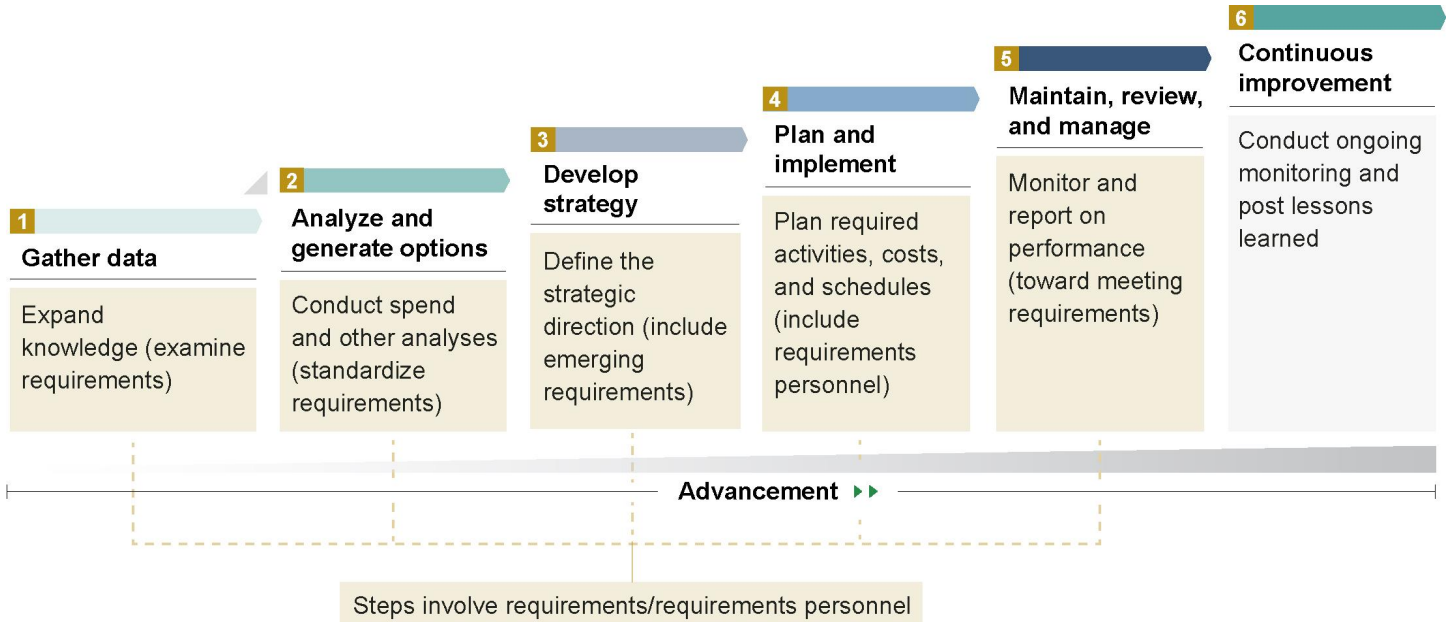 1
Gather data
Expand
knowledge (examine
requirements)
2
Analyze and
generate options
Conduct spend
and other analyses
(standardize
requirements)
3
Develop
strategy
Define the
strategic
direction (include
emerging
requirements)
4
Plan and
implement
Plan required
activities, costs,
and schedules
(include
requirements
personnel)
5
Maintain, review,
and manage
Monitor and
report on
performance
(toward meeting
requirements)
6
Continuous
improvement
Conduct ongoing
monitoring and
post lessons
learned
Advancement
Steps involve requirements/requirements personnel